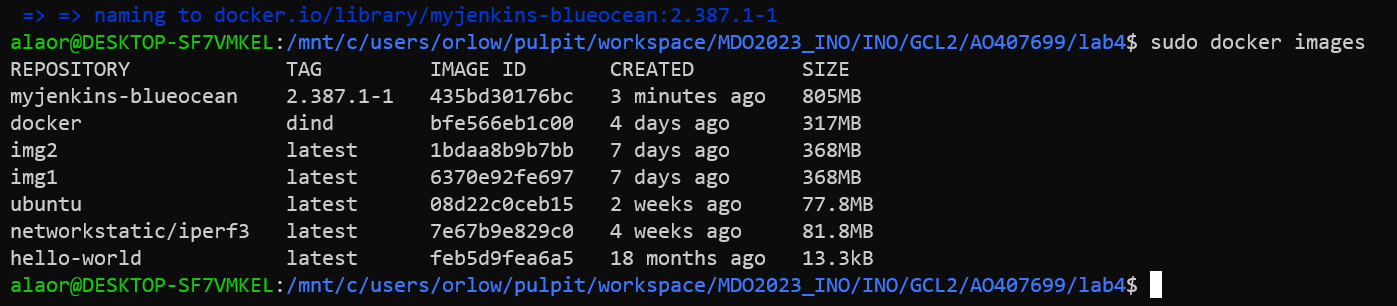 => => naming to docker.io/library/myjenkins-blueocean:2.387.1-1
alaor@DESKTOP-SF7VMKEL:/mnt/c/users/orlow/pulpit/workspace/MDO2023_INO/INO/GCL2/AO407699/lab4$ sudo docker images
REPOSITORY TAG IMAGE ID CREATED SIZE
myjenkins-blueocean 2.387.1-1 435bd30176bc 3 minutes ago 805MB
docker dind bfe566eb1c00 4 days ago 317MB
img2 latest 1bdaa8b9b7bb 7 days ago 368MB
img1 latest 6370e92fe697 7 days ago 368MB
ubuntu latest 08d22c0ceb15 2 weeks ago 77.8MB
networkstatic/iperf3 latest 7e67b9e829c0 4 weeks ago 81.8MB
hello-world latest feb5d9fea6a5 18 months ago 13.3kB
alaor@DESKTOP-SF7VMKEL:/mnt/c/users/orlow/pulpit/workspace/MDO2023_INO/INO/GCL2/AO407699/lab4$